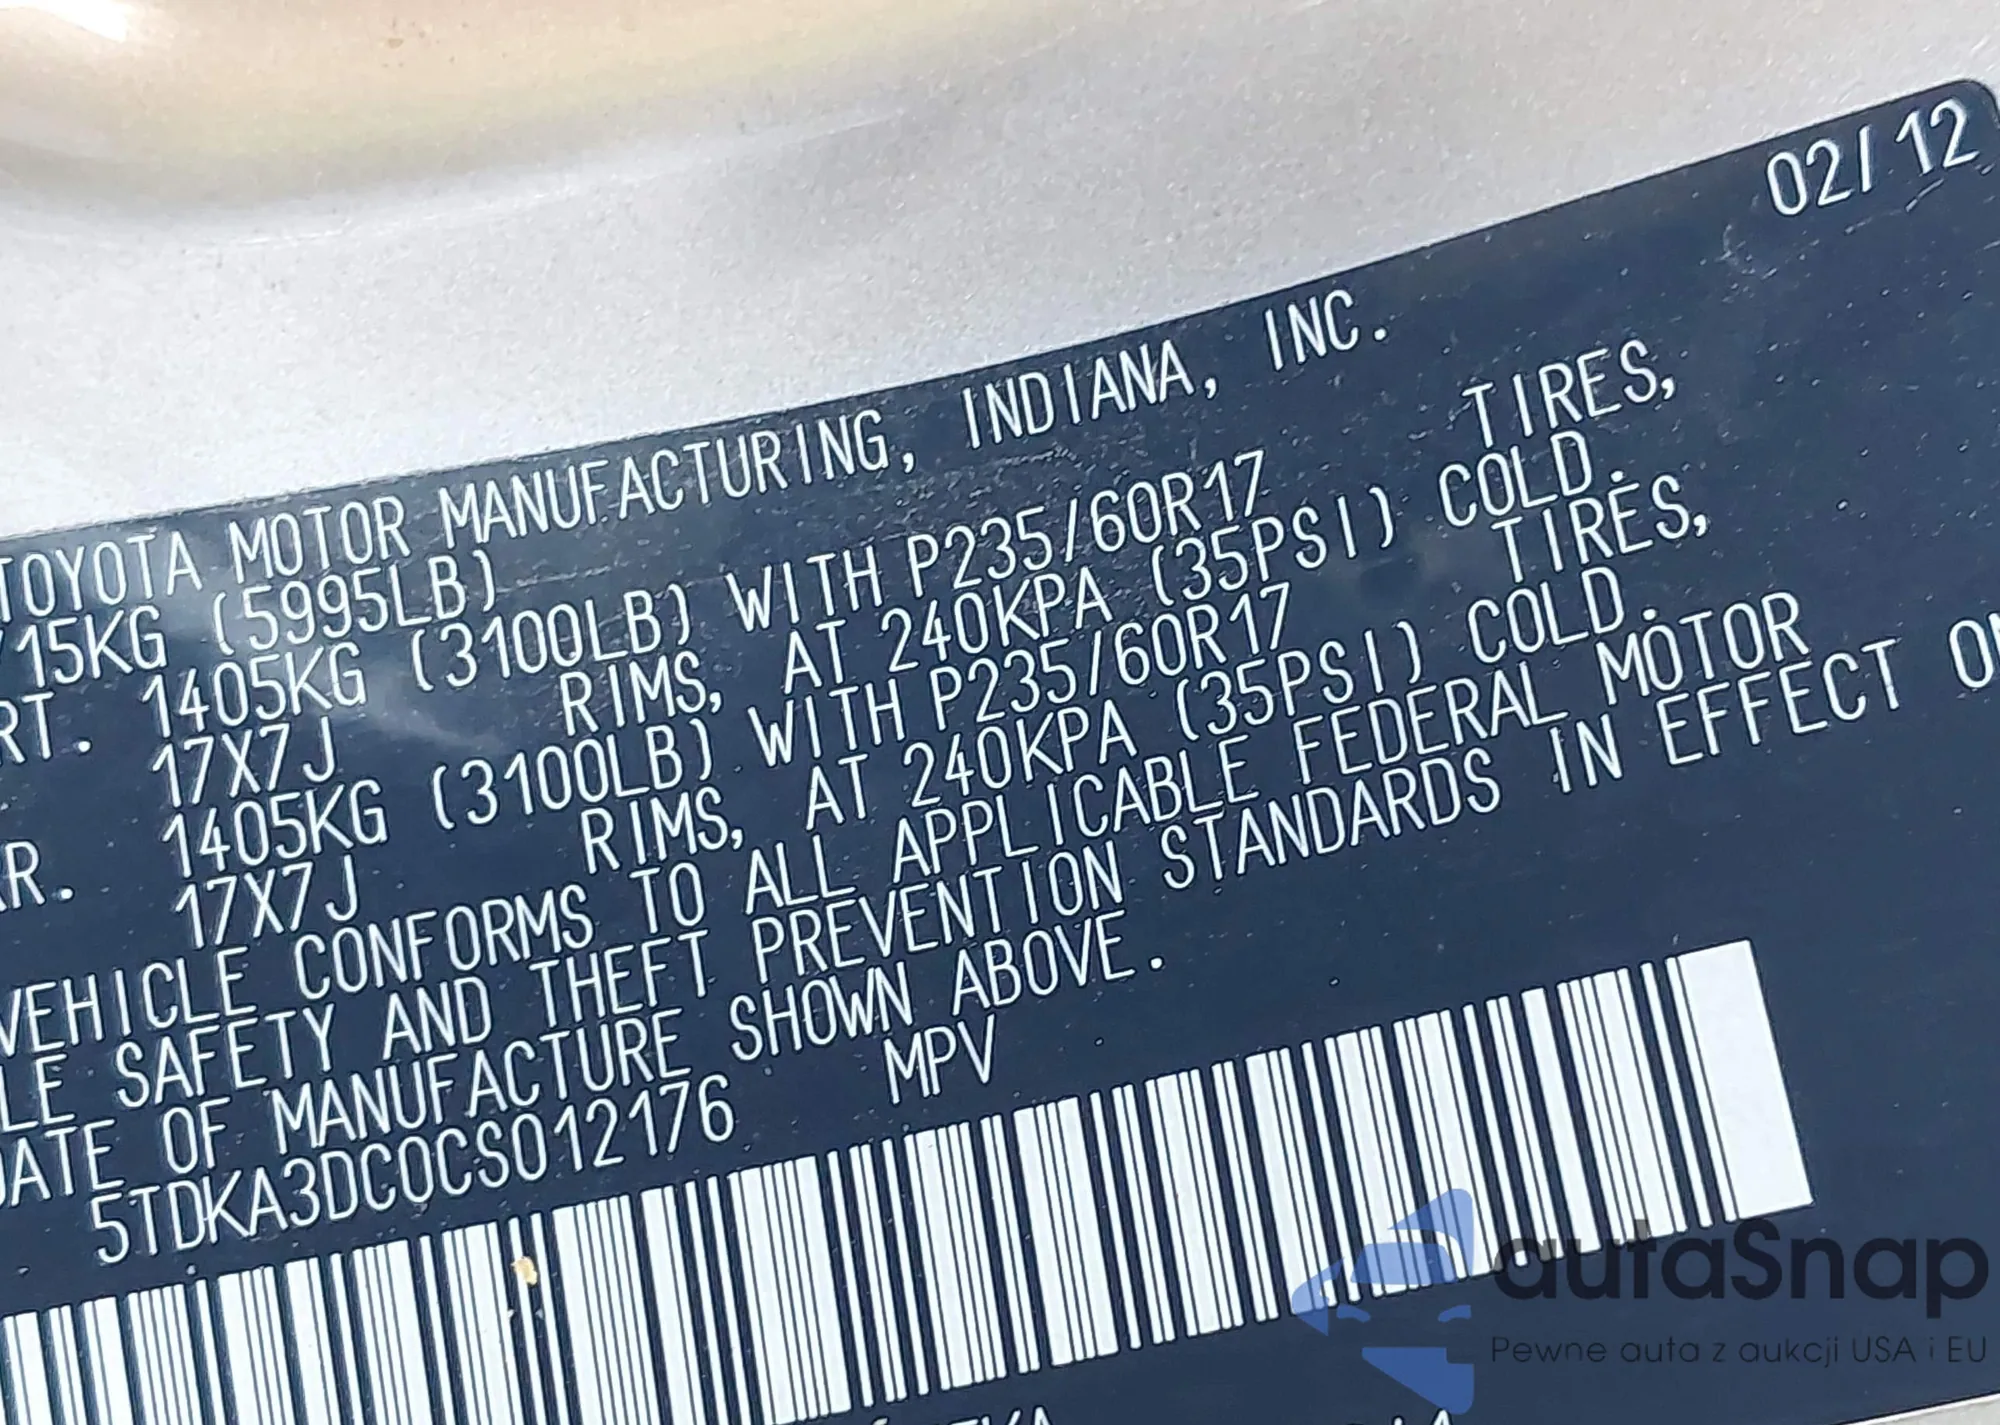 02/12
TOYOTA MOTOR MANUFACTURING, INDIANA, INC.
15KG (5995LB)
RT. 1405KG (3100LB) WITH P235/60R17 TIRES,
17X7J RIMS, AT 240KPA (35PSI) COLD.
RR. 1405KG (3100LB) WITH P235/60R17 TIRES,
17X7J RIMS, AT 240KPA (35PSI) COLD.
VEHICLE CONFORMS TO ALL APPLICABLE FEDERAL MOTOR
LE SAFETY AND THEFT PREVENTION STANDARDS IN EFFECT ON
DATE OF MANUFACTURE SHOWN ABOVE.
5TDKA3DC0CS012176 MPV
autaSnap
Pewne auta z aukcji USA i EU